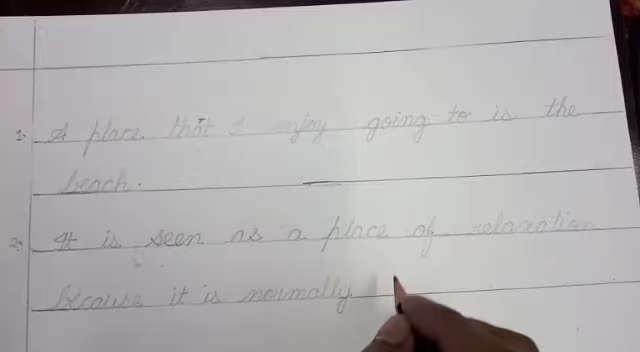 1. A place that I enjoy going to is the
beach.
2. It is seen as a place of relaxation
because it is normally